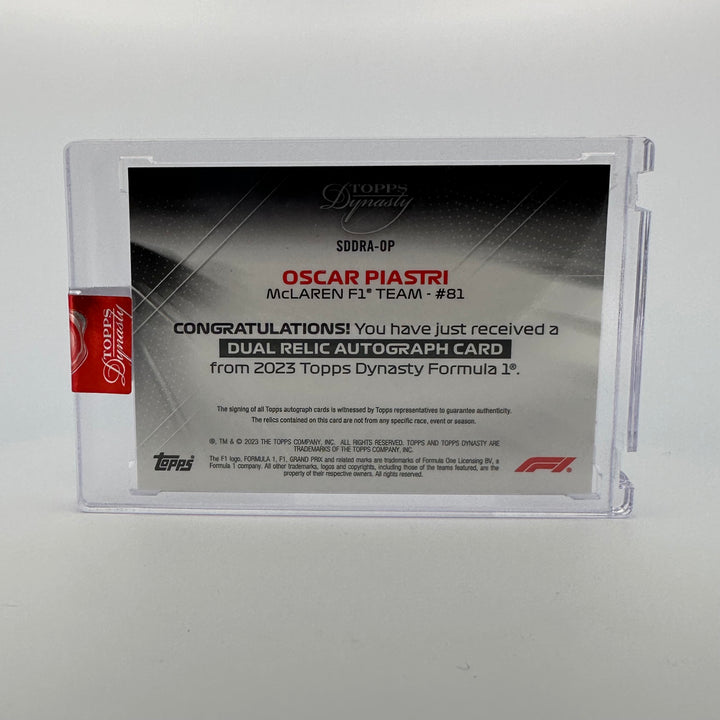 TOPPS
Dynasty
SDDRA-OP
OSCAR PIASTRI
McLAREN F1® TEAM - #81
CONGRATULATIONS! You have just received a
DUAL RELIC AUTOGRAPH CARD
from 2023 Topps Dynasty Formula 1®.
The signing of all Topps autograph cards is witnessed by Topps representatives to guarantee authenticity.
The relics contained on this card are not from any specific race, event or season.
®, TM & © 2023 THE TOPPS COMPANY, INC. ALL RIGHTS RESERVED. TOPPS AND TOPPS DYNASTY ARE
TRADEMARKS OF THE TOPPS COMPANY, INC.
The F1 logo, FORMULA 1, F1, GRAND PRIX and related marks are trademarks of Formula One Licensing BV, a
Formula 1 company. All other trademarks, logos and copyrights, including those of the teams featured, are the
property of their respective owners. All rights reserved.
topps
F1
TOPPS
Dynasty